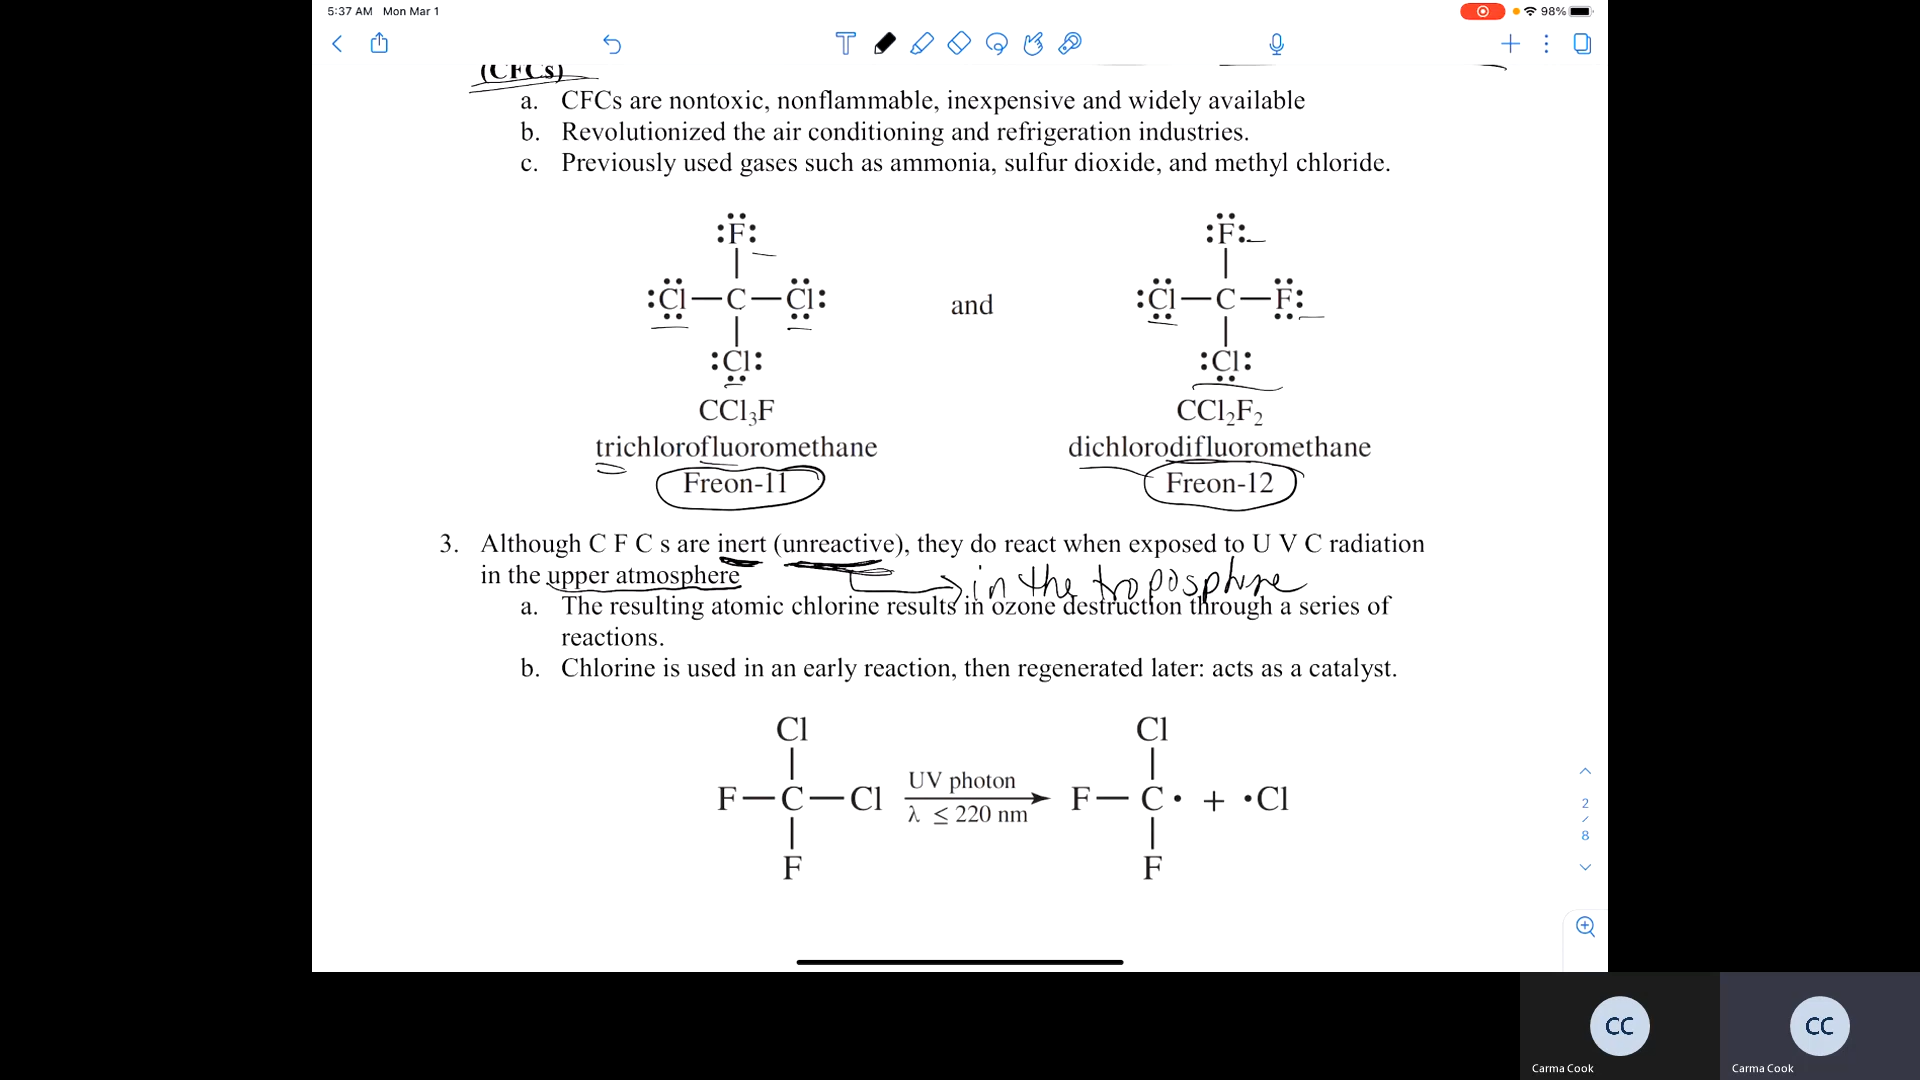 5:37 AM Mon Mar 1
98%
(CFCs)
a. CFCs are nontoxic, nonflammable, inexpensive and widely available
b. Revolutionized the air conditioning and refrigeration industries.
c. Previously used gases such as ammonia, sulfur dioxide, and methyl chloride.
:F: :F:
:Cl—C—Cl: and :Cl—C—F:
:Cl: :Cl:
CCl₃F CCl₂F₂
trichlorofluoromethane dichlorodifluoromethane
Freon-11 Freon-12
3. Although C F C s are inert (unreactive), they do react when exposed to U V C radiation
in the upper atmosphere
in the troposphere
a. The resulting atomic chlorine results in ozone destruction through a series of
reactions.
b. Chlorine is used in an early reaction, then regenerated later: acts as a catalyst.
Cl Cl
UV photon
F—C—Cl F—C· + ·Cl
λ ≤ 220 nm
F F
2
8
CC CC
Carma Cook Carma Cook